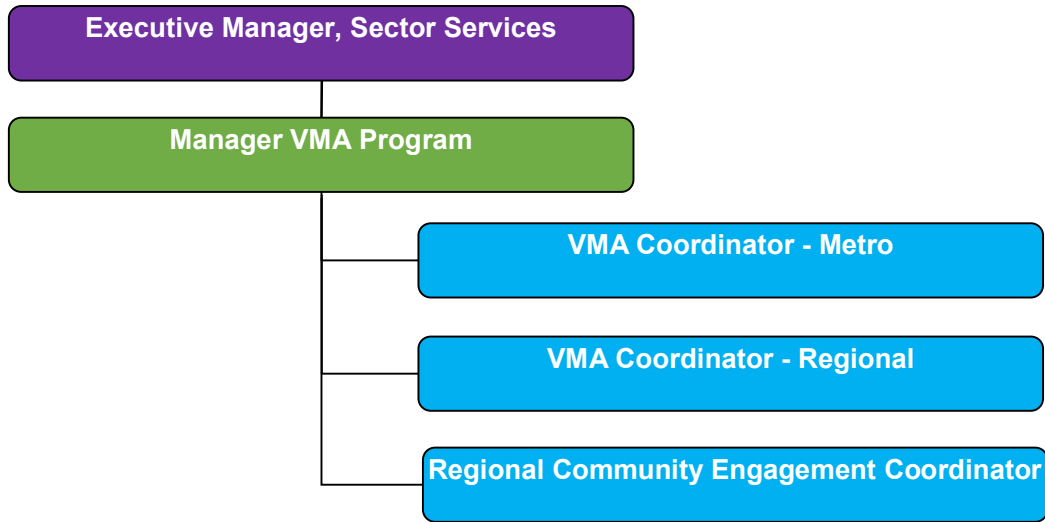 Executive Manager, Sector Services
Manager VMA Program
VMA Coordinator - Metro
VMA Coordinator - Regional
Regional Community Engagement Coordinator